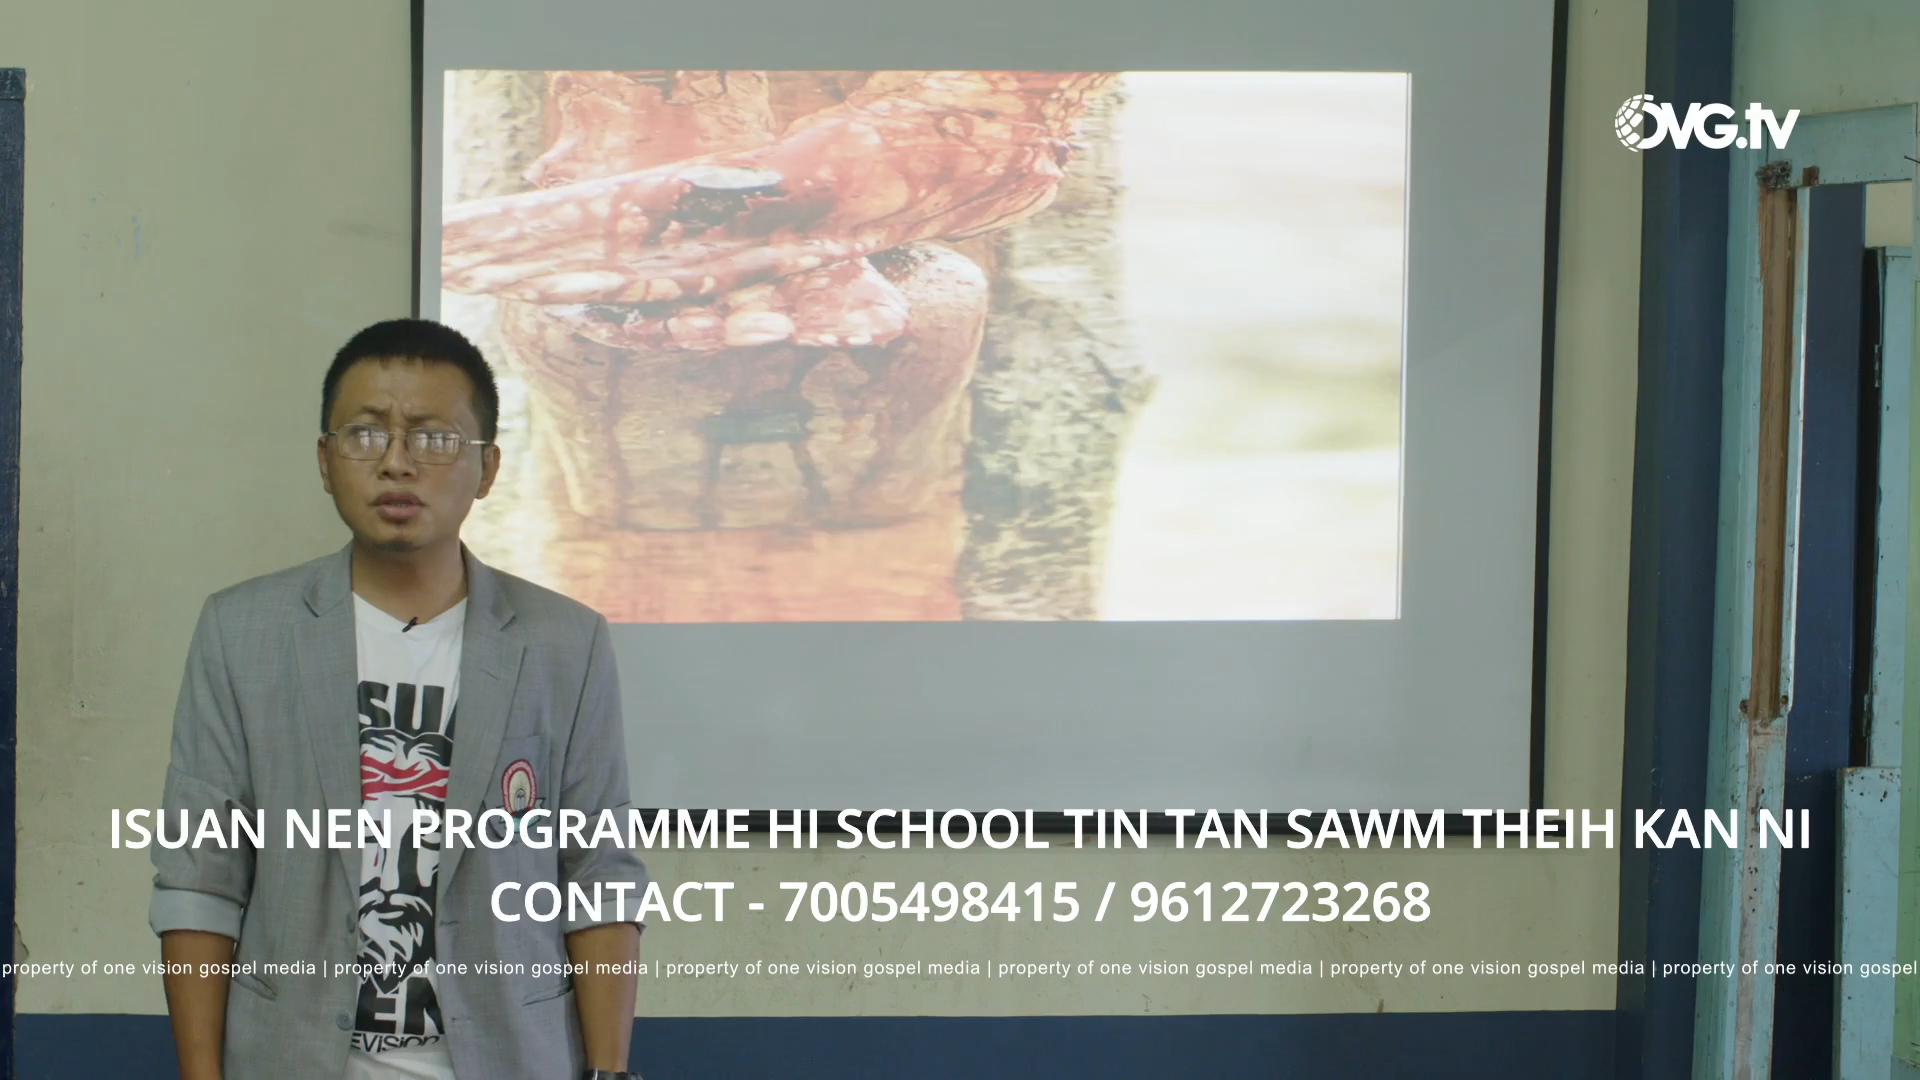 OVG.tv
ISUAN NEN PROGRAMME HI SCHOOL TIN TAN SAWM THEIH KAN NI
CONTACT - 7005498415 / 9612723268
property of one vision gospel media | property of one vision gospel media | property of one vision gospel media | property of one vision gospel media | property of one vision gospel media | property of one vision gospel